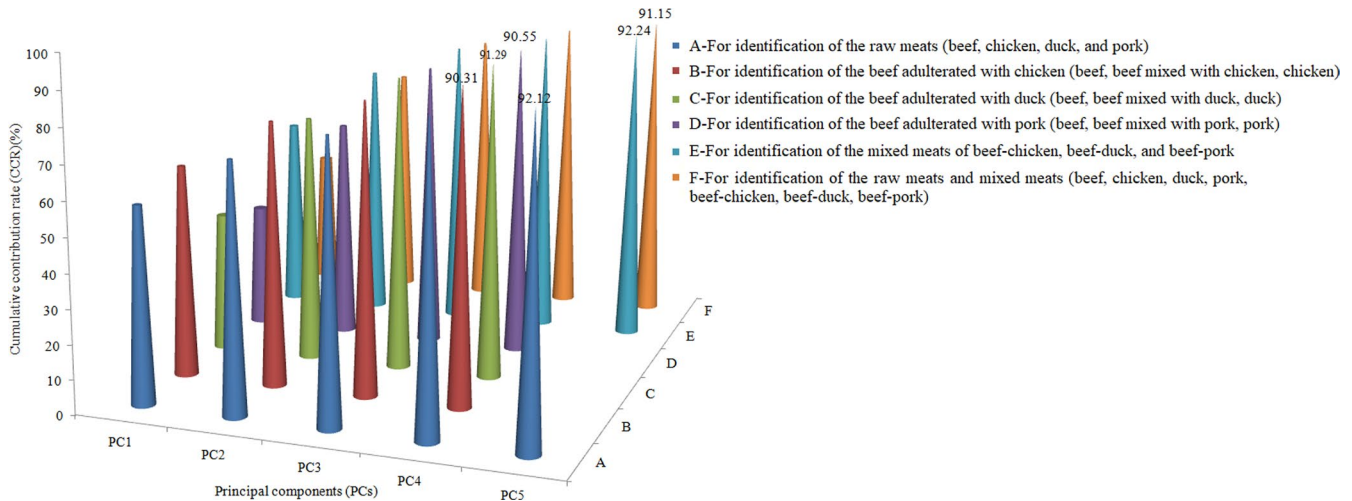 91.15
92.24
90.55
91.29
90.31
92.12
Cumulative contribution rate (CCR)(%)
100
90
80
70
60
50
40
30
20
10
0
PC1
PC2
PC3
PC4
PC5
Principal components (PCs)
A
B
C
D
E
F
A-For identification of the raw meats (beef, chicken, duck, and pork)
B-For identification of the beef adulterated with chicken (beef, beef mixed with chicken, chicken)
C-For identification of the beef adulterated with duck (beef, beef mixed with duck, duck)
D-For identification of the beef adulterated with pork (beef, beef mixed with pork, pork)
E-For identification of the mixed meats of beef-chicken, beef-duck, and beef-pork
F-For identification of the raw meats and mixed meats (beef, chicken, duck, pork,
beef-chicken, beef-duck, beef-pork)